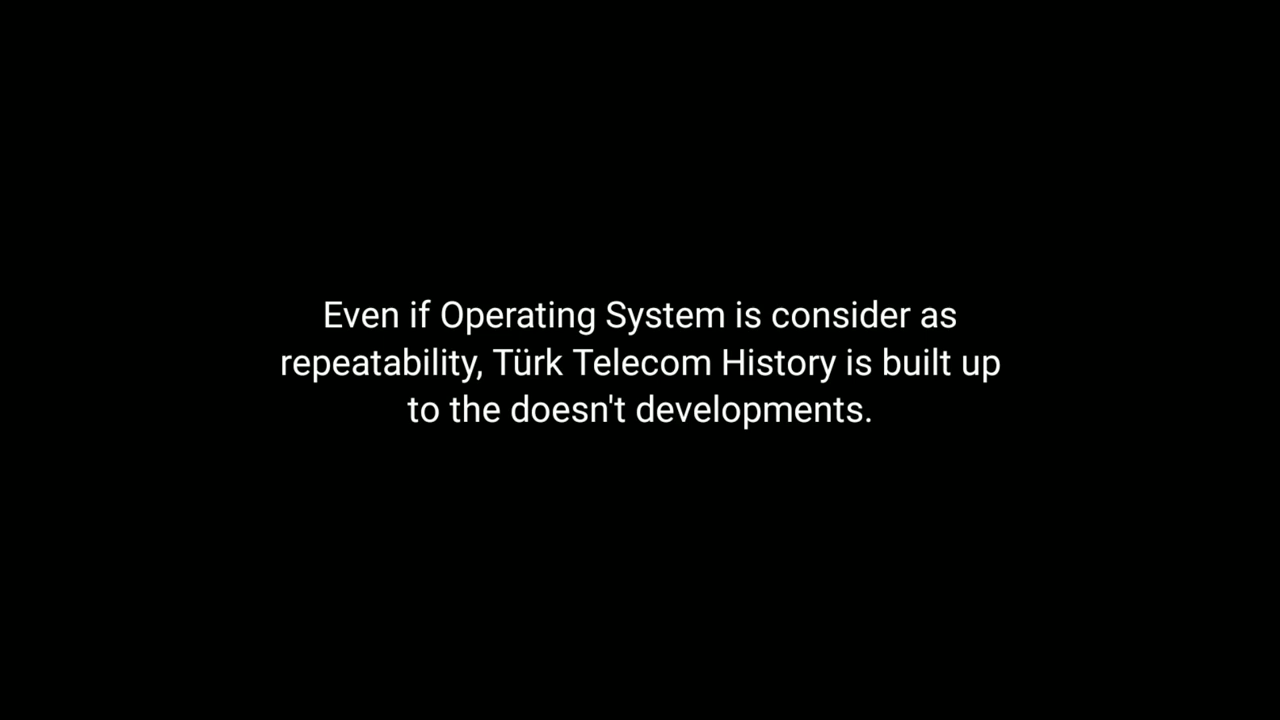 Even if Operating System is consider as
repeatability, Türk Telecom History is built up
to the doesn't developments.